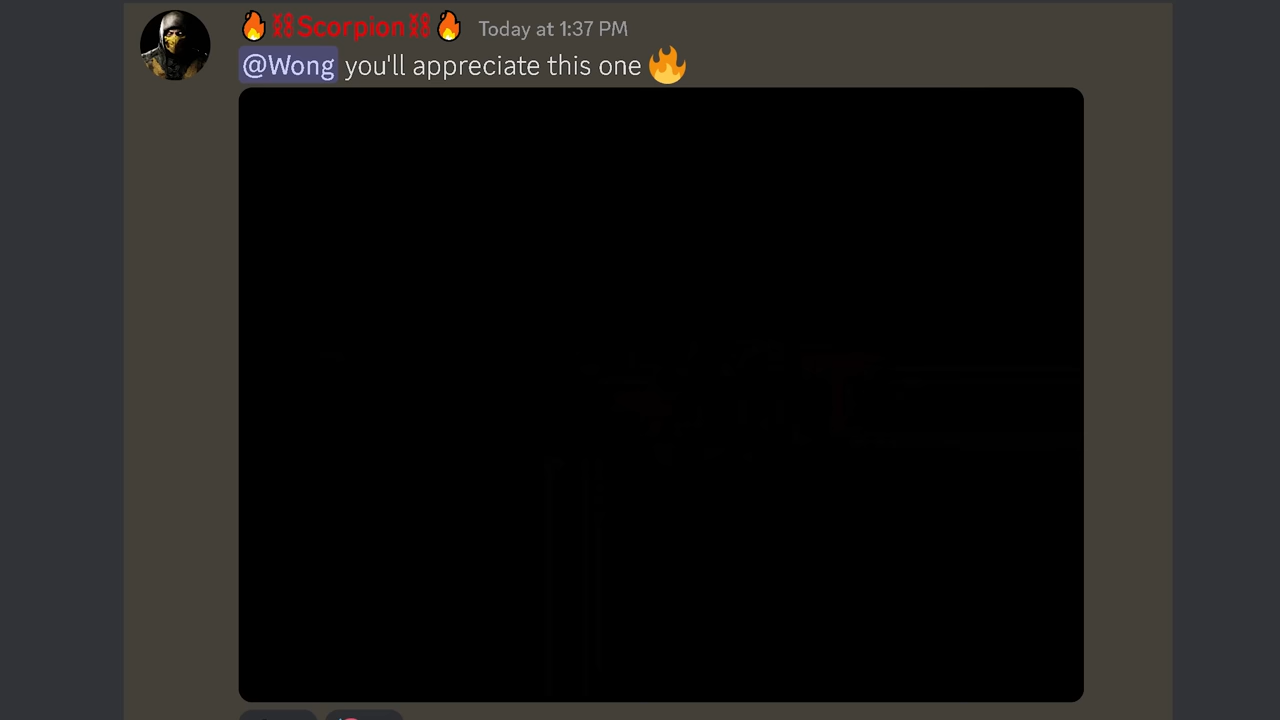 🔥⛓Scorpion⛓🔥 Today at 1:37 PM
@Wong you'll appreciate this one 🔥